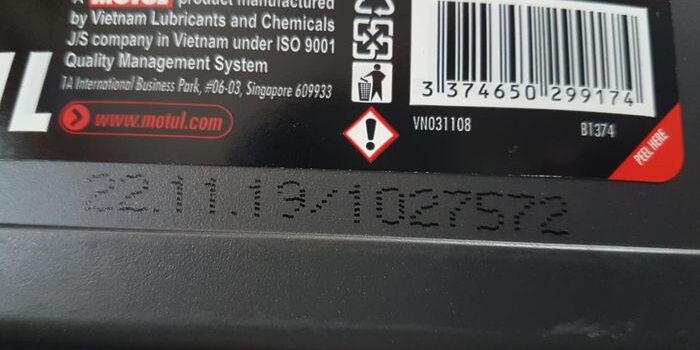 A MOTUL product manufactured
by Vietnam Lubricants and Chemicals
J/S company in Vietnam under ISO 9001
Quality Management System
1A International Business Park, #06-03, Singapore 609933
www.motul.com
3 374650 299174
VN031108
B1374
PEEL HERE
22.11.19/1027572